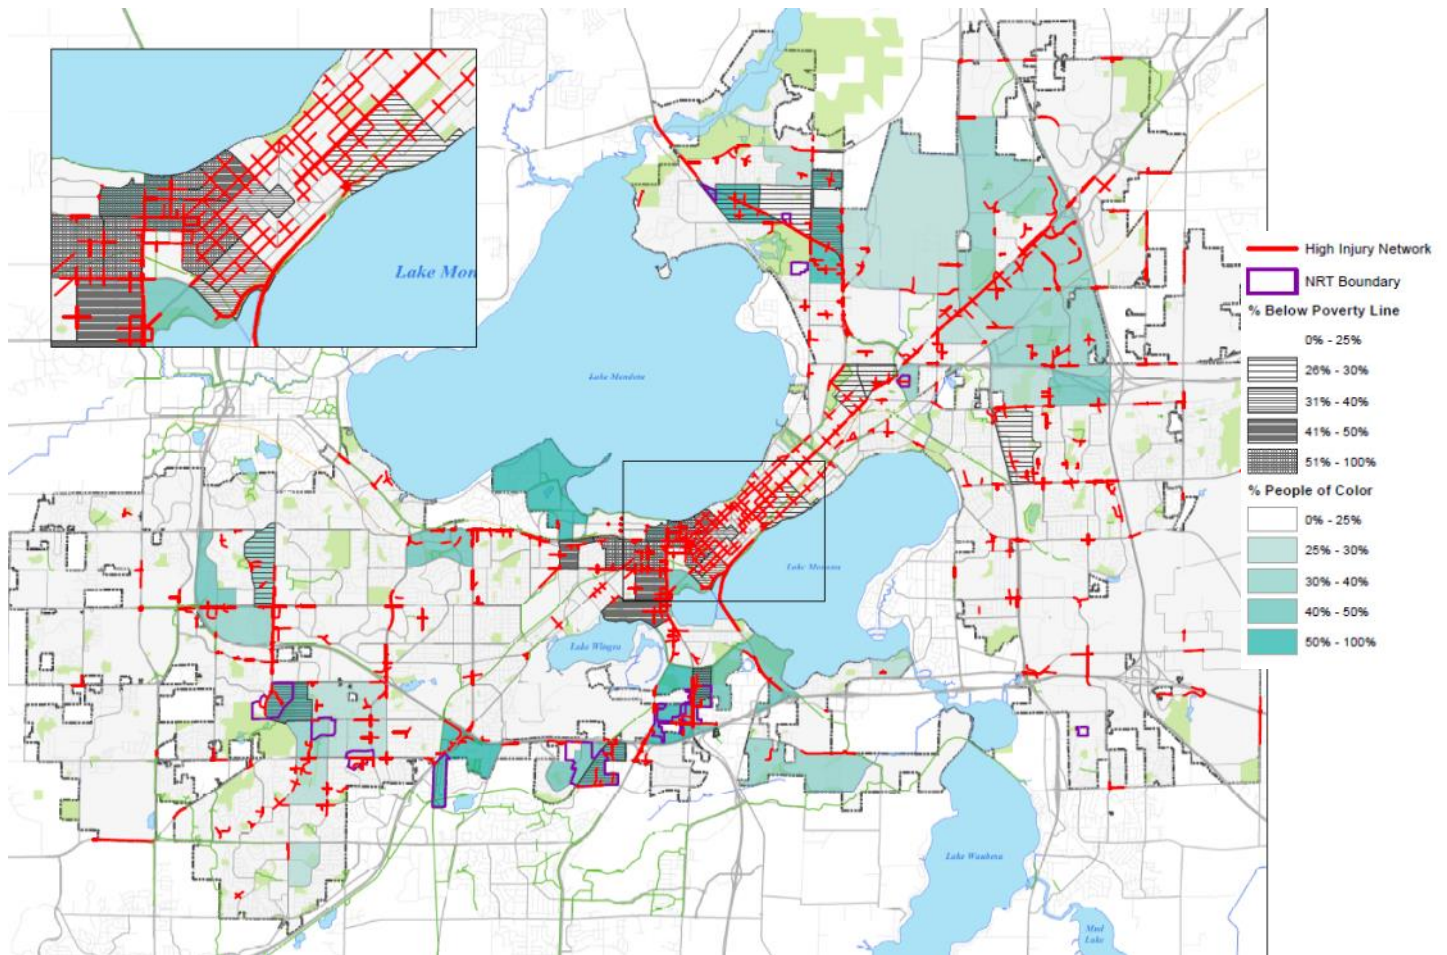 Lake Mon
Lake Mendota
Lake Monona
Lake Wingra
Lake Waubesa
Mud
Lake
High Injury Network
NRT Boundary
% Below Poverty Line
0% - 25%
26% - 30%
31% - 40%
41% - 50%
51% - 100%
% People of Color
0% - 25%
25% - 30%
30% - 40%
40% - 50%
50% - 100%